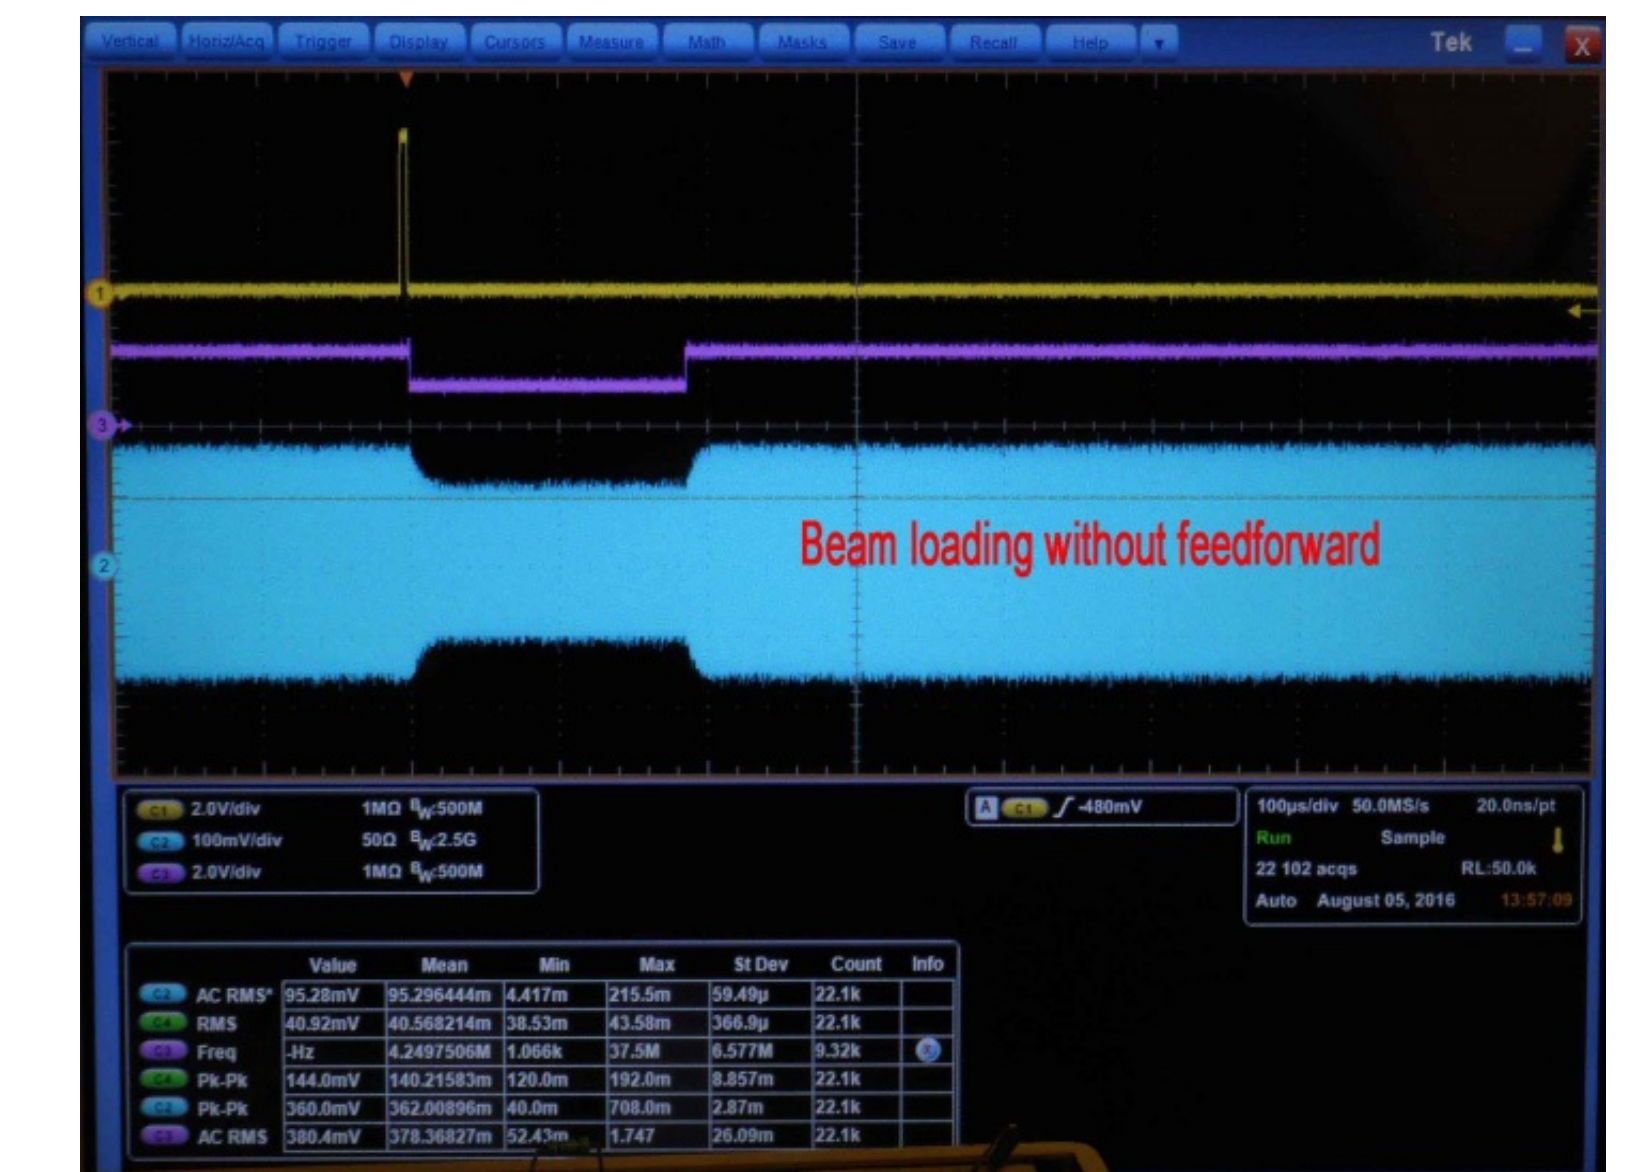 Vertical Horiz/Acq Trigger Display Cursors Measure Math Masks Save Recall Help Tek X
1
3
2
Beam loading without feedforward
C1 2.0V/div 1MΩ BW:500M
C2 100mV/div 50Ω BW:2.5G
C3 2.0V/div 1MΩ BW:500M
A C1 -480mV
100µs/div 50.0MS/s 20.0ns/pt
Run Sample
22 102 acqs RL:50.0k
Auto August 05, 2016 13:57:09
Value Mean Min Max St Dev Count Info
C2 AC RMS* 95.28mV 95.296444m 4.417m 215.5m 59.49µ 22.1k
C4 RMS 40.92mV 40.568214m 38.53m 43.58m 366.9µ 22.1k
C3 Freq -Hz 4.2497506M 1.066k 37.5M 6.577M 9.32k
C4 Pk-Pk 144.0mV 140.21583m 120.0m 192.0m 8.857m 22.1k
C2 Pk-Pk 360.0mV 362.00896m 40.0m 708.0m 2.87m 22.1k
C3 AC RMS 380.4mV 378.36827m 52.43m 1.747 26.09m 22.1k